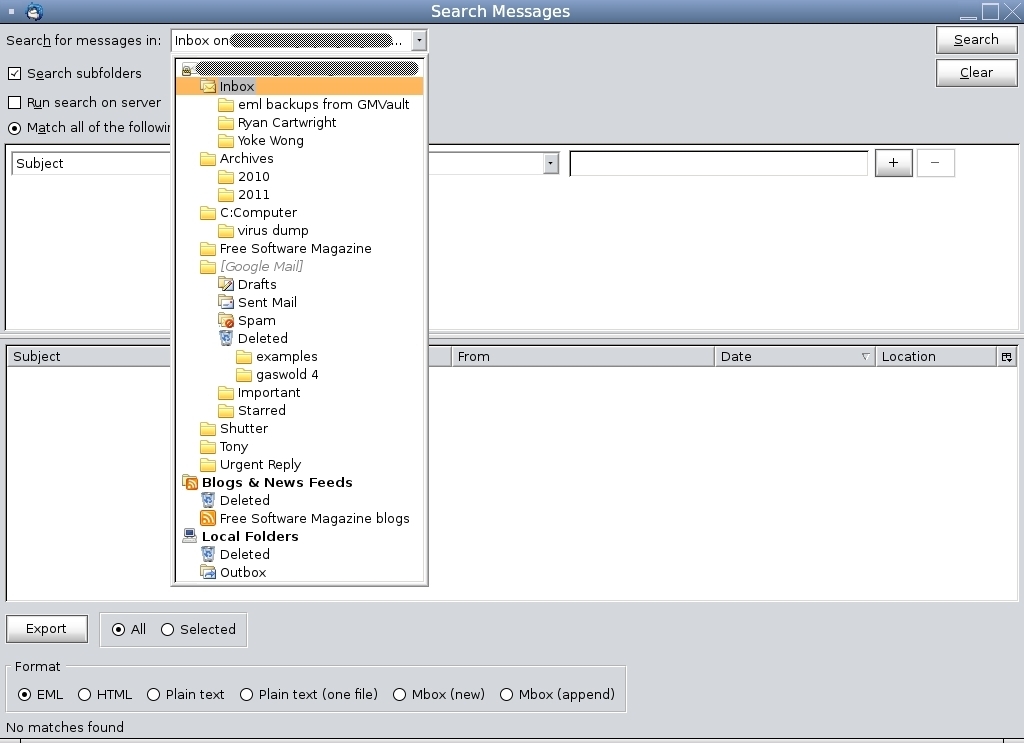 Search Messages
Search for messages in: Inbox on ...
Search
Search subfolders
Clear
Run search on server
Match all of the followin
Inbox
eml backups from GMVault
Ryan Cartwright
Yoke Wong
Archives
2010
2011
C:Computer
virus dump
Free Software Magazine
[Google Mail]
Drafts
Sent Mail
Spam
Deleted
examples
gaswold 4
Important
Starred
Shutter
Tony
Urgent Reply
Blogs & News Feeds
Deleted
Free Software Magazine blogs
Local Folders
Deleted
Outbox
Subject + −
Subject From Date Location
Export All Selected
Format
EML HTML Plain text Plain text (one file) Mbox (new) Mbox (append)
No matches found